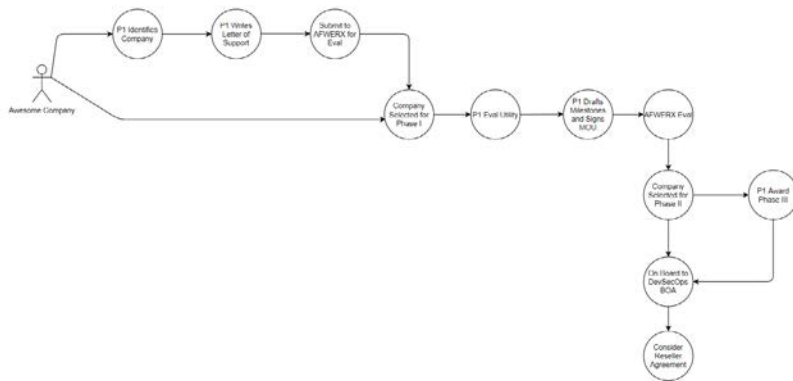 P1 Identifies
Company
P1 Writes
Letter of
Support
Submit to
AFWERX for
Eval
Awesome Company
Company
Selected for
Phase I
P1 Eval Utility
P1 Drafts
Milestones
and Signs
MOU
AFWERX Eval
Company
Selected for
Phase II
P1 Award
Phase III
On Board to
DevSecOps
BOA
Consider
Reseller
Agreement